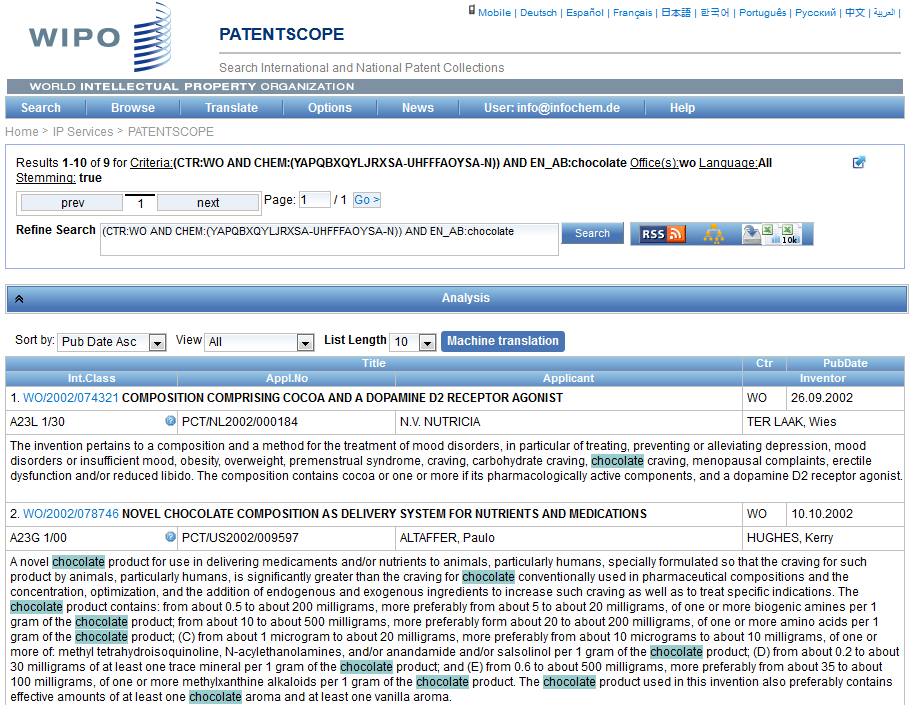 Mobile | Deutsch | Español | Français | 日本語 | 한국어 | Português | Русский | 中文 | العربية |
WIPO
PATENTSCOPE
Search International and National Patent Collections
WORLD INTELLECTUAL PROPERTY ORGANIZATION
Search Browse Translate Options News User: info@infochem.de Help
Home > IP Services > PATENTSCOPE
Results 1-10 of 9 for Criteria:(CTR:WO AND CHEM:(YAPQBXQYLJRXSA-UHFFFAOYSA-N)) AND EN_AB:chocolate Office(s):wo Language:All
Stemming: true
prev 1 next Page: 1 / 1 Go >
Refine Search (CTR:WO AND CHEM:(YAPQBXQYLJRXSA-UHFFFAOYSA-N)) AND EN_AB:chocolate Search RSS 10k
Analysis
Sort by: Pub Date Asc View All List Length 10 Machine translation
Title Ctr PubDate
Int.Class Appl.No Applicant Inventor
1. WO/2002/074321 COMPOSITION COMPRISING COCOA AND A DOPAMINE D2 RECEPTOR AGONIST WO 26.09.2002
A23L 1/30 ? PCT/NL2002/000184 N.V. NUTRICIA TER LAAK, Wies
The invention pertains to a composition and a method for the treatment of mood disorders, in particular of treating, preventing or alleviating depression, mood
disorders or insufficient mood, obesity, overweight, premenstrual syndrome, craving, carbohydrate craving, chocolate craving, menopausal complaints, erectile
dysfunction and/or reduced libido. The composition contains cocoa or one or more if its pharmacologically active components, and a dopamine D2 receptor agonist.
2. WO/2002/078746 NOVEL CHOCOLATE COMPOSITION AS DELIVERY SYSTEM FOR NUTRIENTS AND MEDICATIONS WO 10.10.2002
A23G 1/00 ? PCT/US2002/009597 ALTAFFER, Paulo HUGHES, Kerry
A novel chocolate product for use in delivering medicaments and/or nutrients to animals, particularly humans, specially formulated so that the craving for such
product by animals, particularly humans, is significantly greater than the craving for chocolate conventionally used in pharmaceutical compositions and the
concentration, optimization, and the addition of endogenous and exogenous ingredients to increase such craving as well as to treat specific indications. The
chocolate product contains: from about 0.5 to about 200 milligrams, more preferably from about 5 to about 20 milligrams, of one or more biogenic amines per 1
gram of the chocolate product; from about 10 to about 500 milligrams, more preferably form about 20 to about 200 milligrams, of one or more amino acids per 1
gram of the chocolate product; (C) from about 1 microgram to about 20 milligrams, more preferably from about 10 micrograms to about 10 milligrams, of one or
more of: methyl tetrahydroisoquinoline, N-acylethanolamines, and/or anandamide and/or salsolinol per 1 gram of the chocolate product; (D) from about 0.2 to about
30 milligrams of at least one trace mineral per 1 gram of the chocolate product; and (E) from 0.6 to about 500 milligrams, more preferably from about 35 to about
100 milligrams, of one or more methylxanthine alkaloids per 1 gram of the chocolate product. The chocolate product used in this invention also preferably contains
effective amounts of at least one chocolate aroma and at least one vanilla aroma.